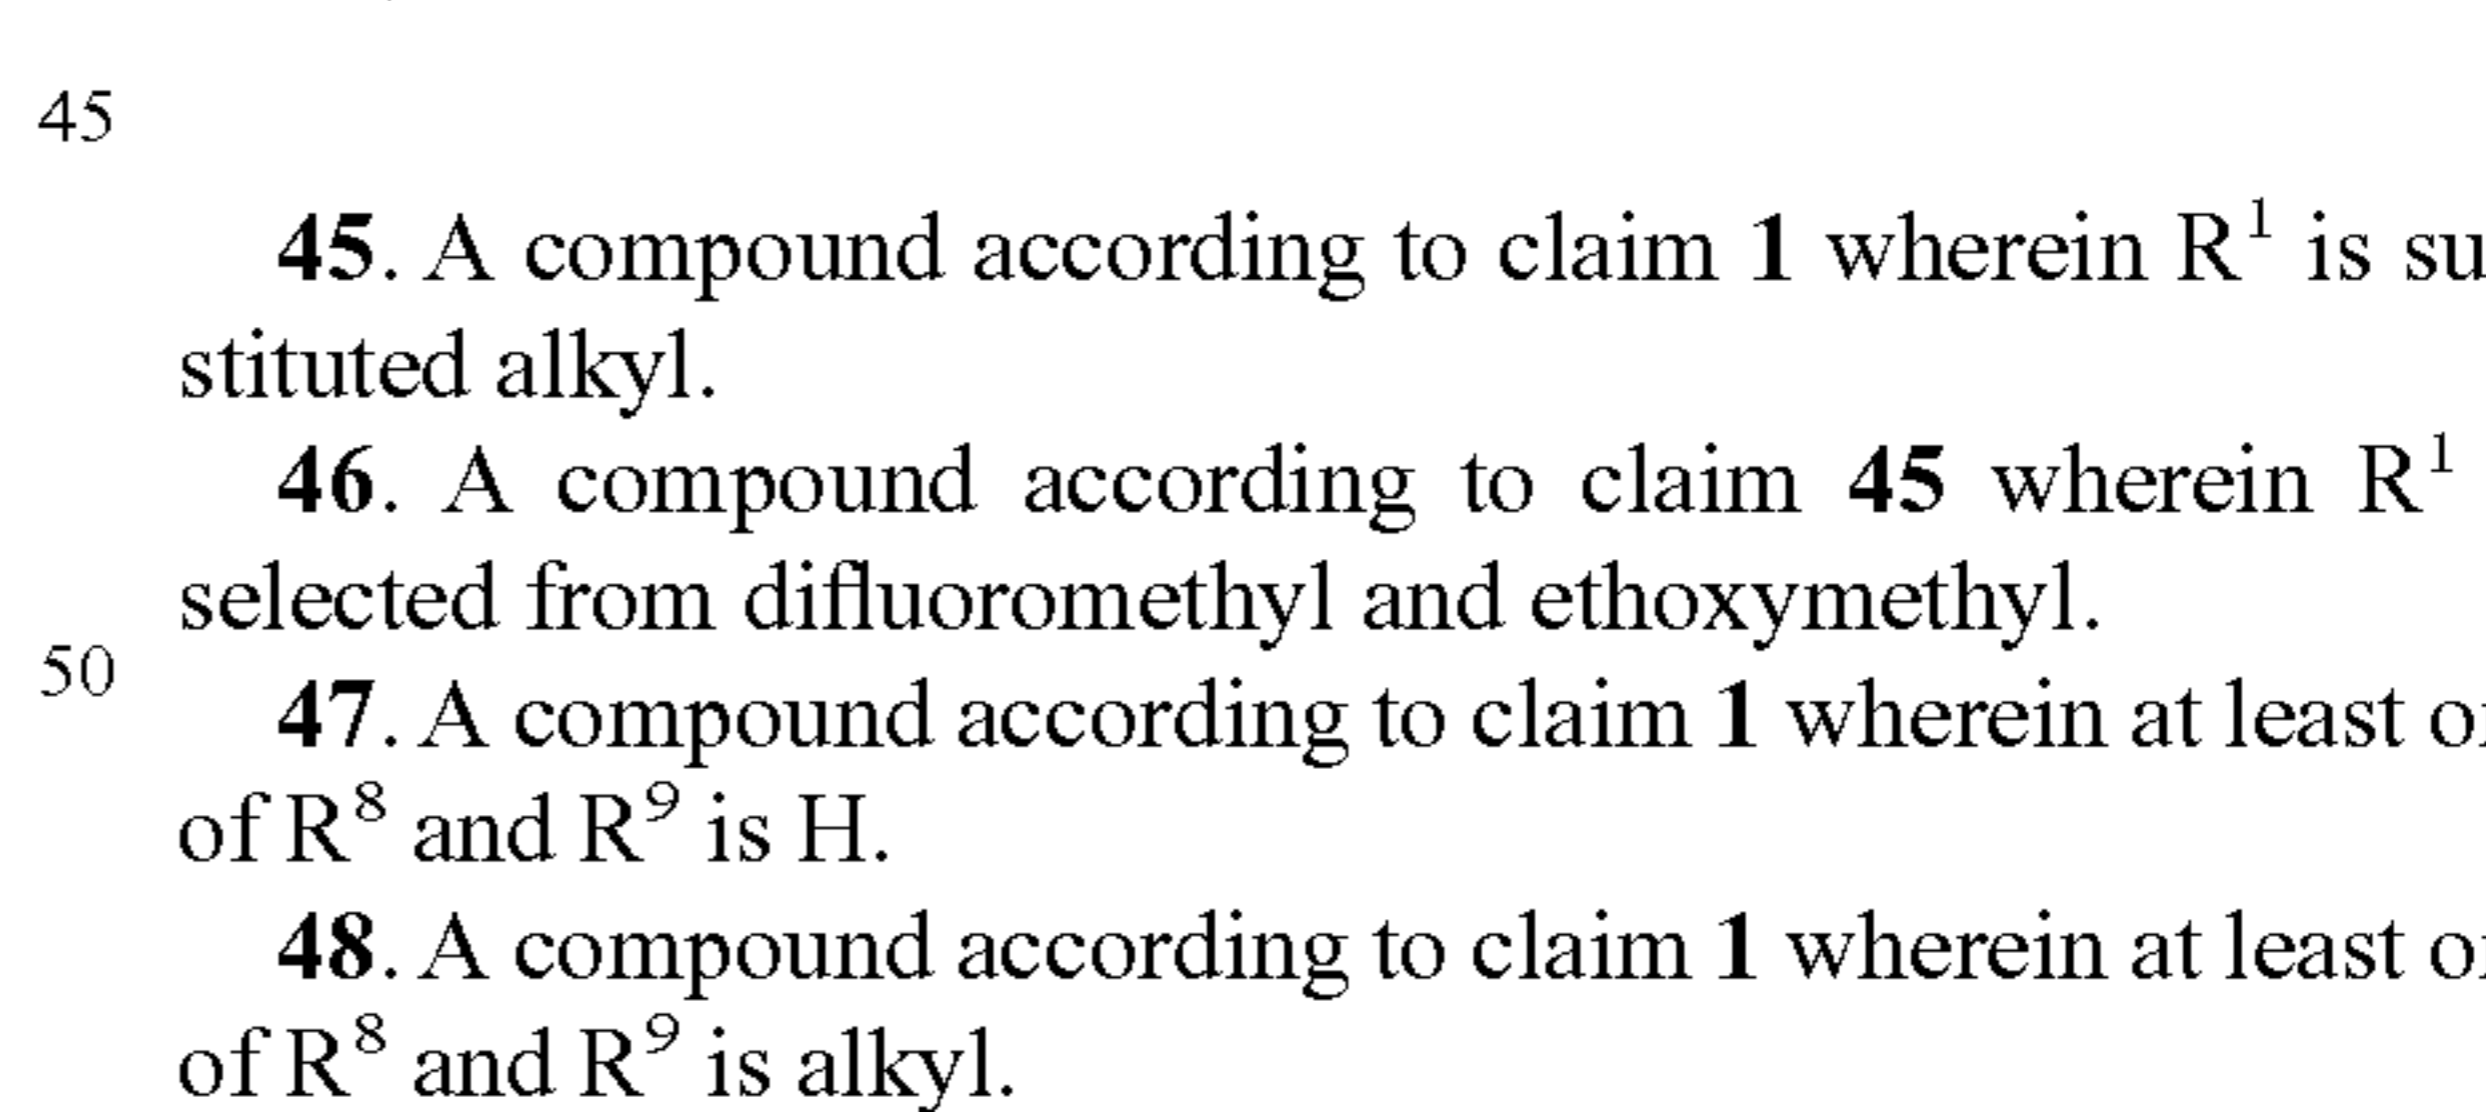 45
45. A compound according to claim 1 wherein R¹ is su
stituted alkyl.
46. A compound according to claim 45 wherein R¹
selected from difluoromethyl and ethoxymethyl.
50
47. A compound according to claim 1 wherein at least
of R⁸ and R⁹ is H.
48. A compound according to claim 1 wherein at least
of R⁸ and R⁹ is alkyl.